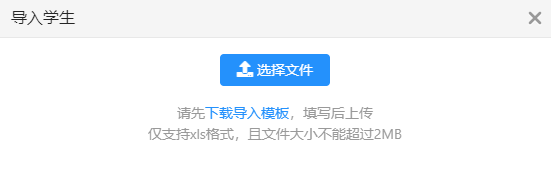 导入学生
选择文件
请先下载导入模板，填写后上传
仅支持xls格式，且文件大小不能超过2MB